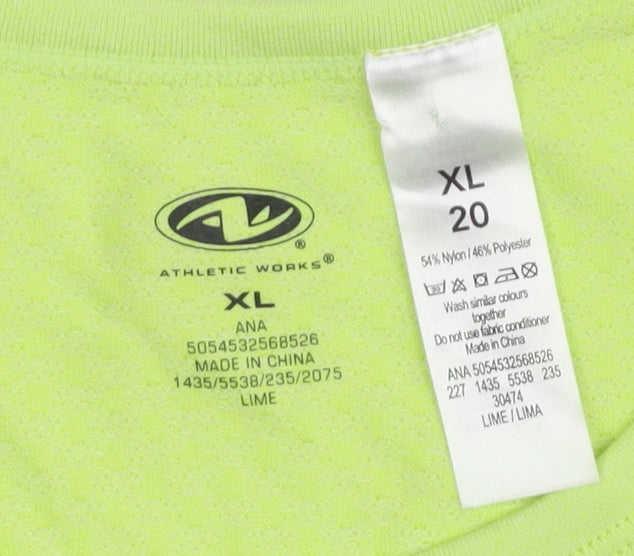 ATHLETIC WORKS®
XL
ANA
5054532568526
MADE IN CHINA
1435/5538/235/2075
LIME
XL
20
54% Nylon / 46% Polyester
Wash similar colours
together
Do not use fabric conditioner
Made in China
ANA 5054532568526
227 1435 5538 235
30474
LIME / LIMA